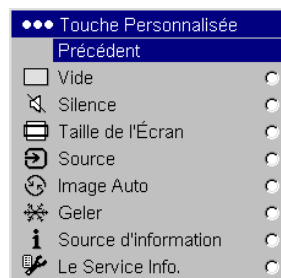 Touche Personnalisée
Précédent
Vide
Silence
Taille de l'Écran
Source
Image Auto
Geler
Source d'information
Le Service Info.